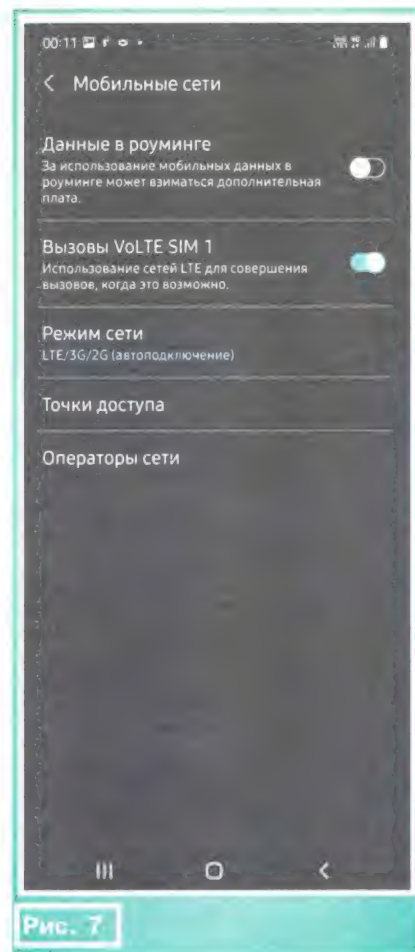 00:11
Мобильные сети
Данные в роуминге
За использование мобильных данных в
роуминге может взиматься дополнительная
плата.
Вызовы VoLTE SIM 1
Использование сетей LTE для совершения
вызовов, когда это возможно.
Режим сети
LTE/3G/2G (автоподключение)
Точки доступа
Операторы сети
Рис. 7